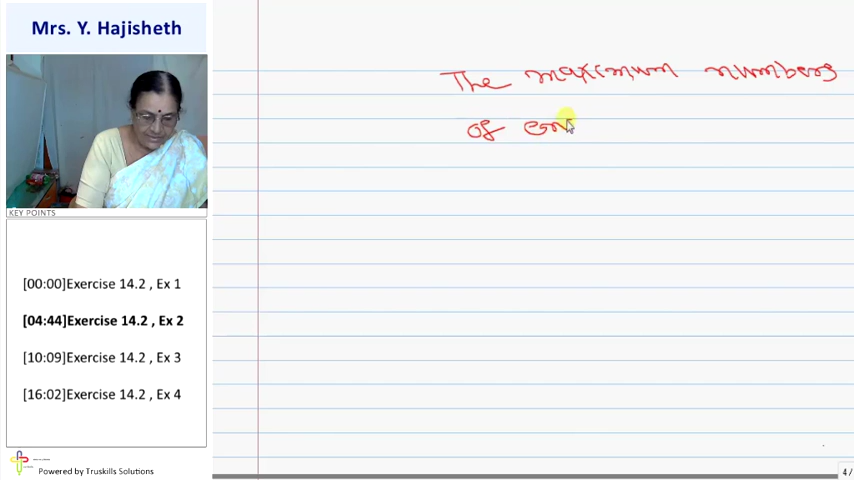 Mrs. Y. Hajisheth
KEY POINTS
[00:00]Exercise 14.2 , Ex 1
[04:44]Exercise 14.2 , Ex 2
[10:09]Exercise 14.2 , Ex 3
[16:02]Exercise 14.2 , Ex 4
Powered by Truskills Solutions
The maximum numbers
of em
4/